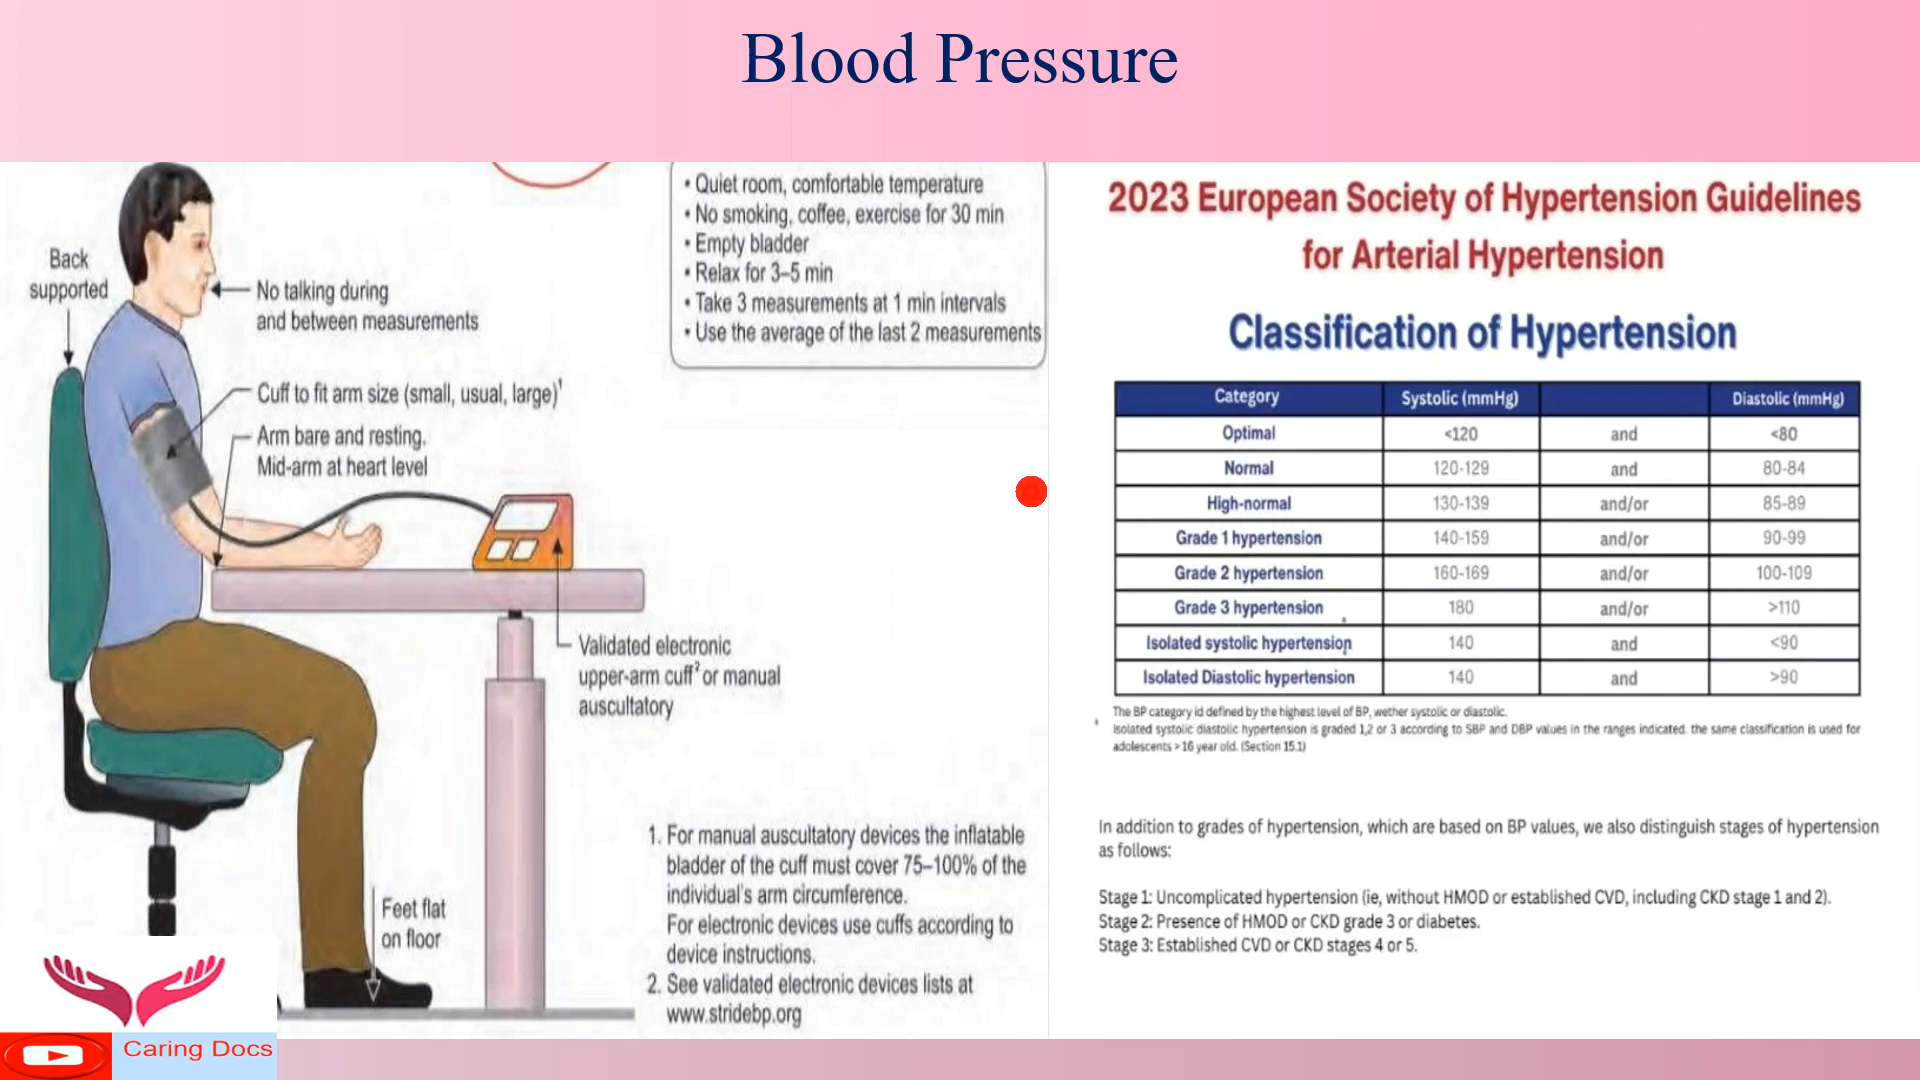 Blood Pressure
Back
supported
No talking during
and between measurements
Cuff to fit arm size (small, usual, large)¹
Arm bare and resting.
Mid-arm at heart level
Validated electronic
upper-arm cuff² or manual
auscultatory
Feet flat
on floor
• Quiet room, comfortable temperature
• No smoking, coffee, exercise for 30 min
• Empty bladder
• Relax for 3–5 min
• Take 3 measurements at 1 min intervals
• Use the average of the last 2 measurements
1. For manual auscultatory devices the inflatable
bladder of the cuff must cover 75–100% of the
individual's arm circumference.
For electronic devices use cuffs according to
device instructions.
2. See validated electronic devices lists at
www.stridebp.org
2023 European Society of Hypertension Guidelines
for Arterial Hypertension
Classification of Hypertension
Category Systolic (mmHg) Diastolic (mmHg)
Optimal <120 and <80
Normal 120-129 and 80-84
High-normal 130-139 and/or 85-89
Grade 1 hypertension 140-159 and/or 90-99
Grade 2 hypertension 160-169 and/or 100-109
Grade 3 hypertension 180 and/or >110
Isolated systolic hypertension 140 and <90
Isolated Diastolic hypertension 140 and >90
The BP category id defined by the highest level of BP, wether systolic or diastolic.
Isolated systolic diastolic hypertension is graded 1,2 or 3 according to SBP and DBP values in the ranges indicated. the same classification is used for
adolescents > 16 year old. (Section 15.1)
In addition to grades of hypertension, which are based on BP values, we also distinguish stages of hypertension
as follows:
Stage 1: Uncomplicated hypertension (ie, without HMOD or established CVD, including CKD stage 1 and 2).
Stage 2: Presence of HMOD or CKD grade 3 or diabetes.
Stage 3: Established CVD or CKD stages 4 or 5.
Caring Docs